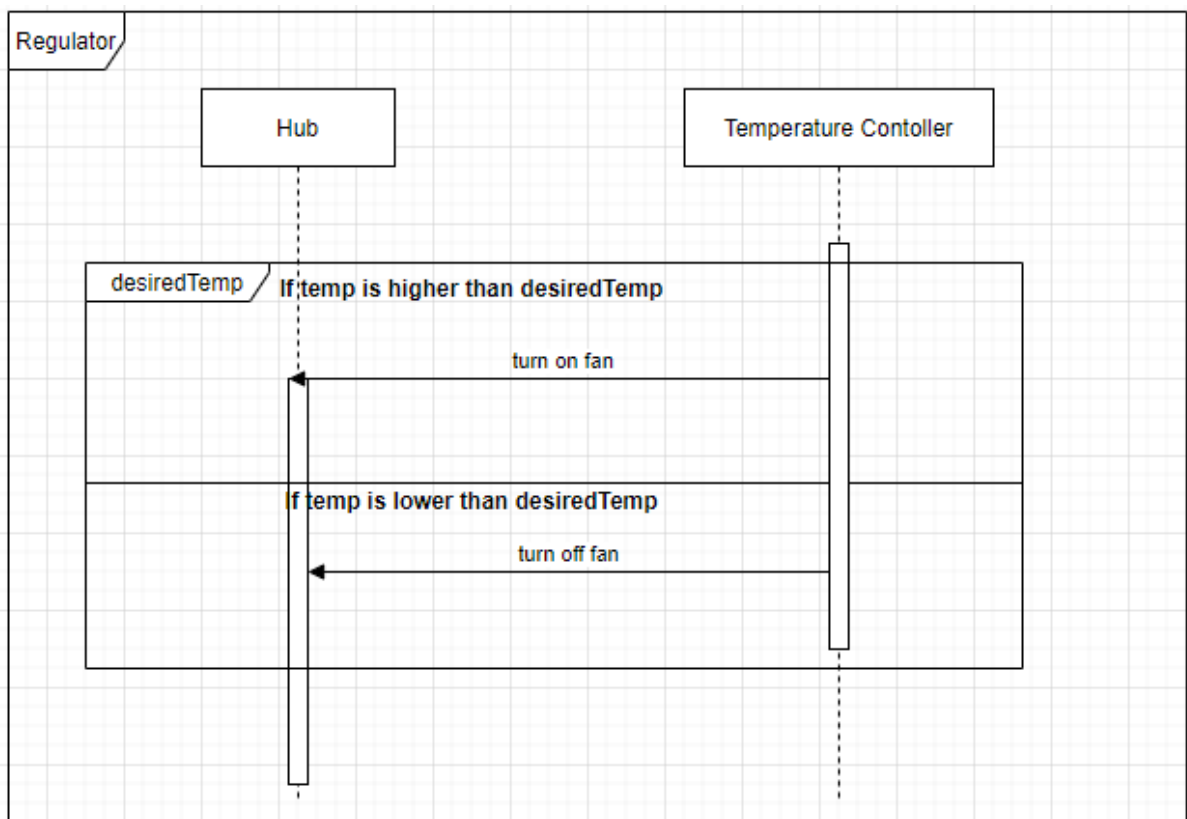 Regulator
Hub
Temperature Contoller
desiredTemp
If temp is higher than desiredTemp
turn on fan
If temp is lower than desiredTemp
turn off fan